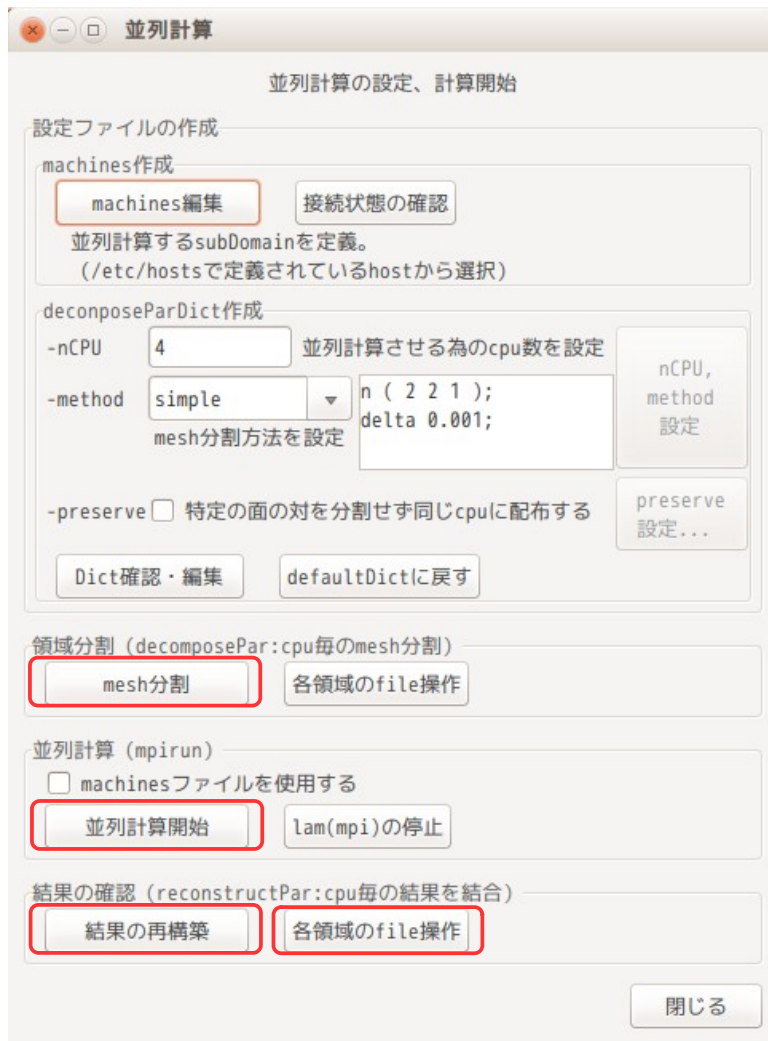 並列計算
並列計算の設定、計算開始
設定ファイルの作成
machines作成
machines編集
接続状態の確認
並列計算するsubDomainを定義。
(/etc/hostsで定義されているhostから選択)
deconposeParDict作成
-nCPU
4
並列計算させる為のcpu数を設定
-method
simple
n ( 2 2 1 );
delta 0.001;
mesh分割方法を設定
nCPU,
method
設定
-preserve
特定の面の対を分割せず同じcpuに配布する
preserve
設定...
Dict確認・編集
defaultDictに戻す
領域分割 (decomposePar:cpu毎のmesh分割)
mesh分割
各領域のfile操作
並列計算 (mpirun)
machinesファイルを使用する
並列計算開始
lam(mpi)の停止
結果の確認 (reconstructPar:cpu毎の結果を結合)
結果の再構築
各領域のfile操作
閉じる